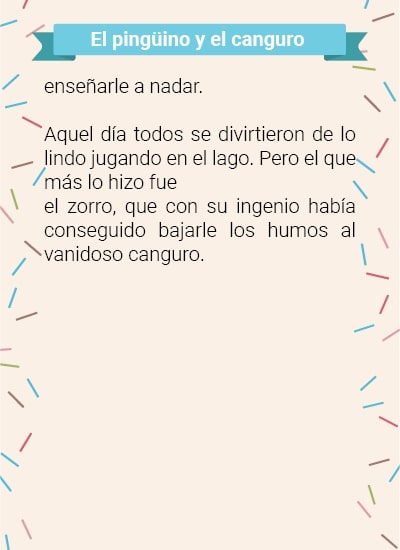 El pingüino y el canguro
enseñarle a nadar.
Aquel día todos se divirtieron de lo
lindo jugando en el lago. Pero el que
más lo hizo fue
el zorro, que con su ingenio había
conseguido bajarle los humos al
vanidoso canguro.